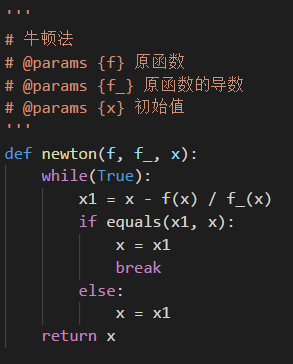 '''
# 牛顿法
# @params {f} 原函数
# @params {f_} 原函数的导数
# @params {x} 初始值
'''
def newton(f, f_, x):
    while(True):
        x1 = x - f(x) / f_(x)
        if equals(x1, x):
            x = x1
            break
        else:
            x = x1
    return x